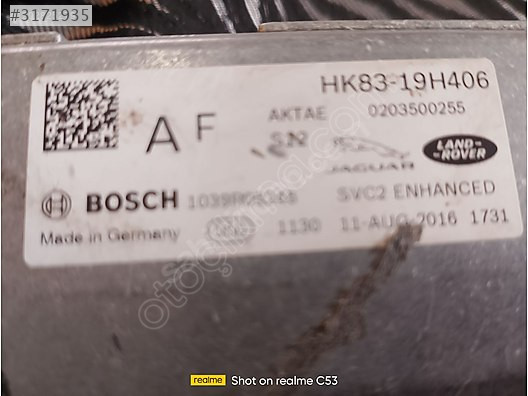 #3171935
HK83-19H406
AF AKTAE 0203500255
JAGUAR LAND ROVER
BOSCH SVC2 ENHANCED
Made in Germany 1130 11-AUG-2016 1731
realme Shot on realme C53